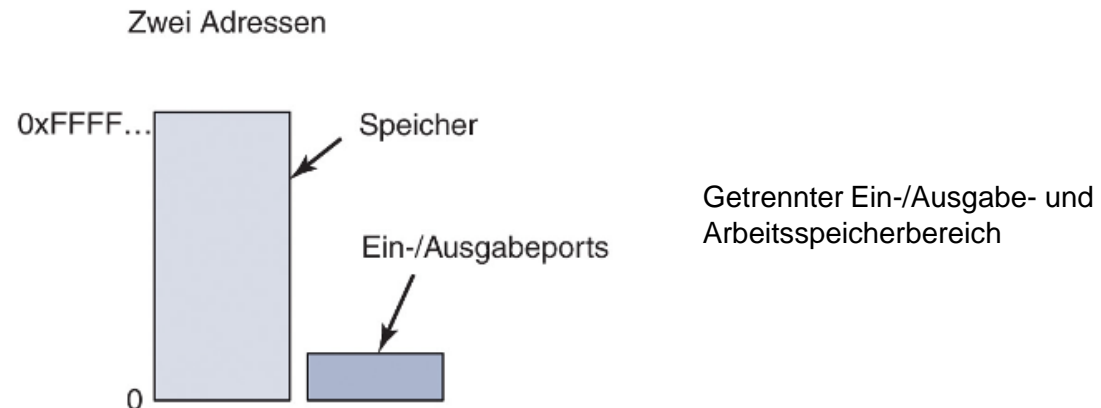 Zwei Adressen
0xFFFF…
Speicher
Getrennter Ein-/Ausgabe- und
Arbeitsspeicherbereich
Ein-/Ausgabeports
0